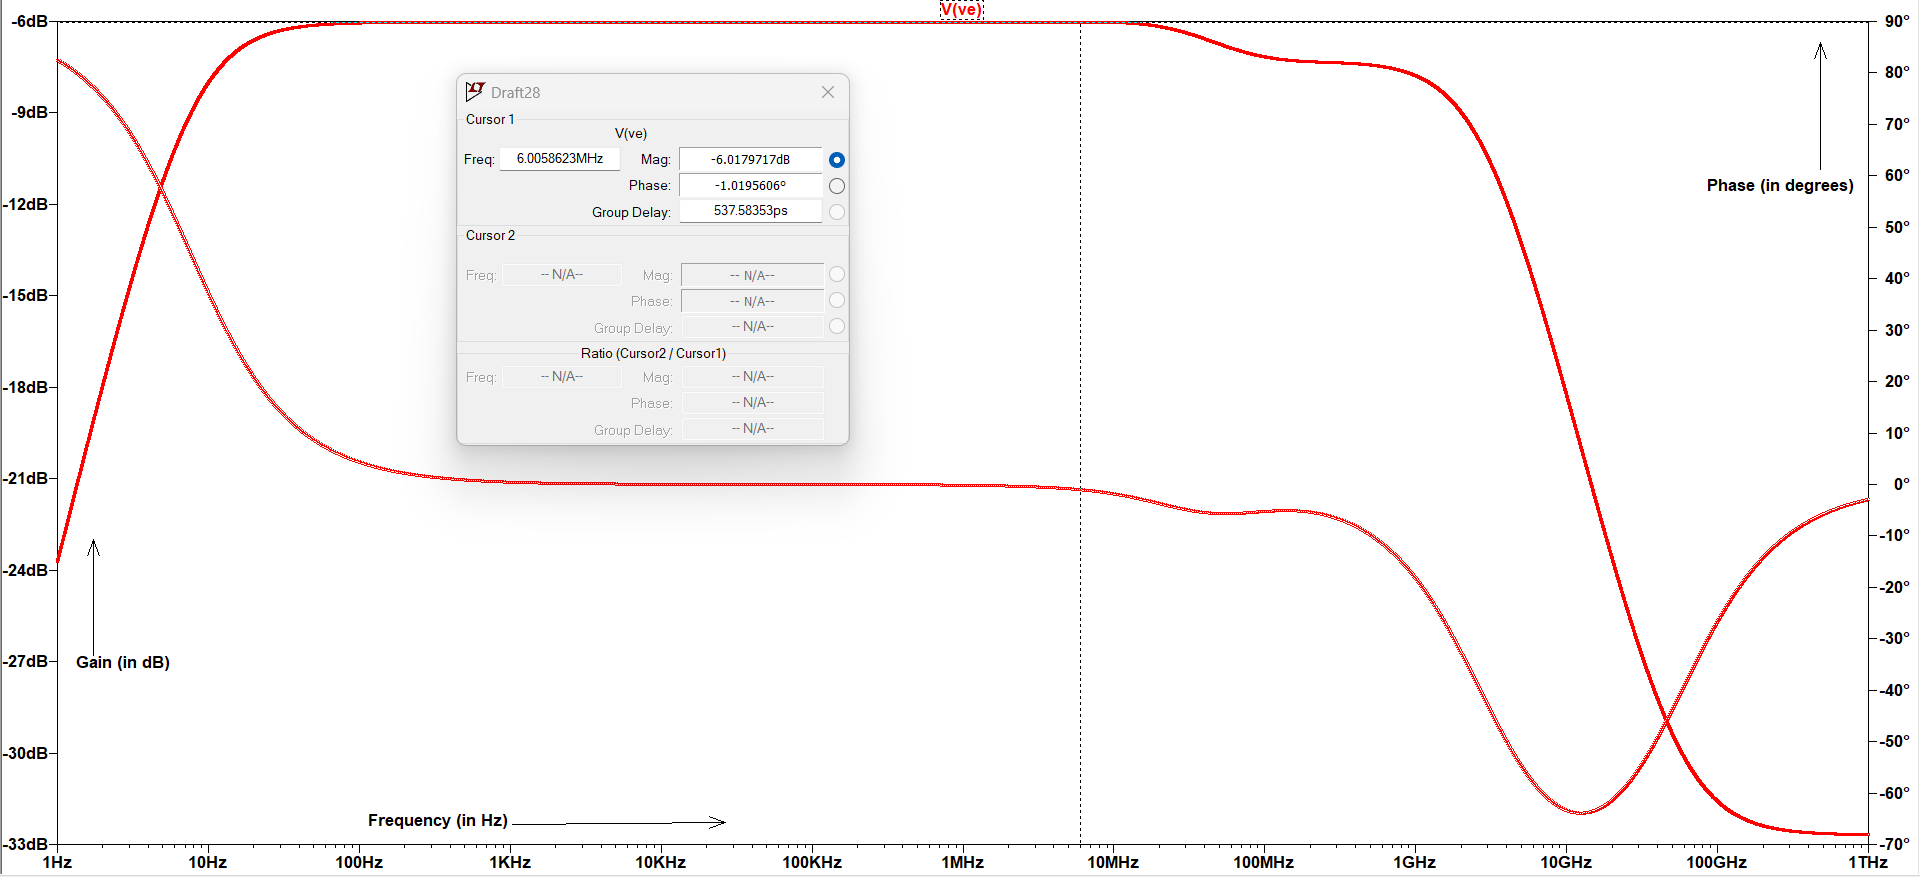 V(ve)
-6dB
-9dB
-12dB
-15dB
-18dB
-21dB
-24dB
-27dB
-30dB
-33dB
90°
80°
70°
60°
50°
40°
30°
20°
10°
0°
-10°
-20°
-30°
-40°
-50°
-60°
-70°
Phase (in degrees)
Draft28
Cursor 1
V(ve)
Freq: 6.0058623MHz Mag: -6.0179717dB
Phase: -1.0195606°
Group Delay: 537.58353ps
Cursor 2
Freq: -- N/A-- Mag: -- N/A--
Phase: -- N/A--
Group Delay: -- N/A--
Ratio (Cursor2 / Cursor1)
Freq: -- N/A-- Mag: -- N/A--
Phase: -- N/A--
Group Delay: -- N/A--
Gain (in dB)
Frequency (in Hz)
1Hz 10Hz 100Hz 1KHz 10KHz 100KHz 1MHz 10MHz 100MHz 1GHz 10GHz 100GHz 1THz